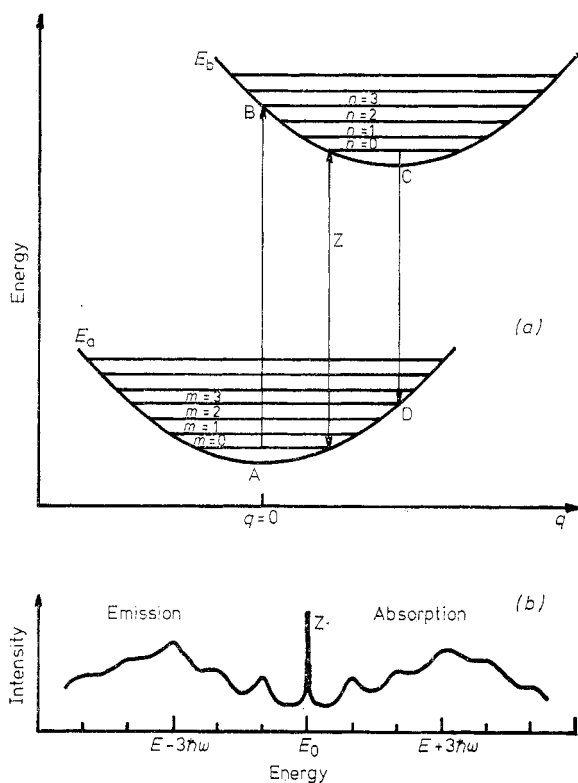 E_b
B
n=3
n=2
n=1
n=0
C
Z
Energy
(a)
E_a
m=3
m=2
m=1
m=0
D
A
q=0
q
(b)
Emission
Absorption
Z
Intensity
E-3ħω
E_0
E+3ħω
Energy